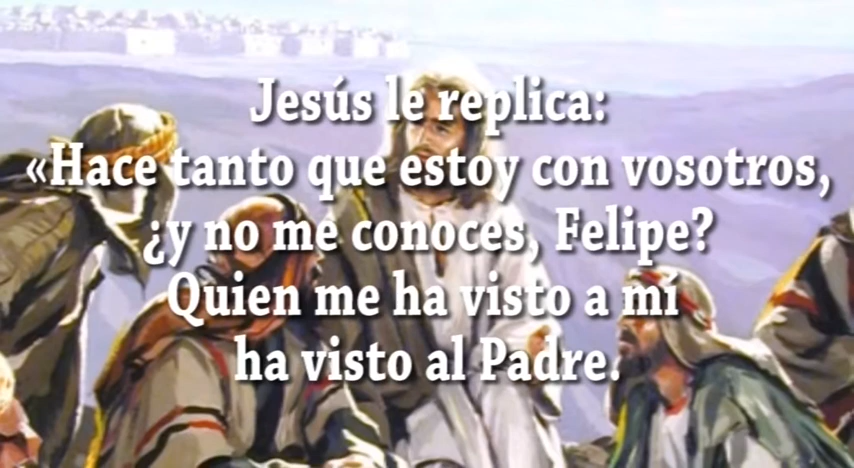 Jesús le replica:
«Hace tanto que estoy con vosotros,
¿y no me conoces, Felipe?
Quien me ha visto a mí
ha visto al Padre.